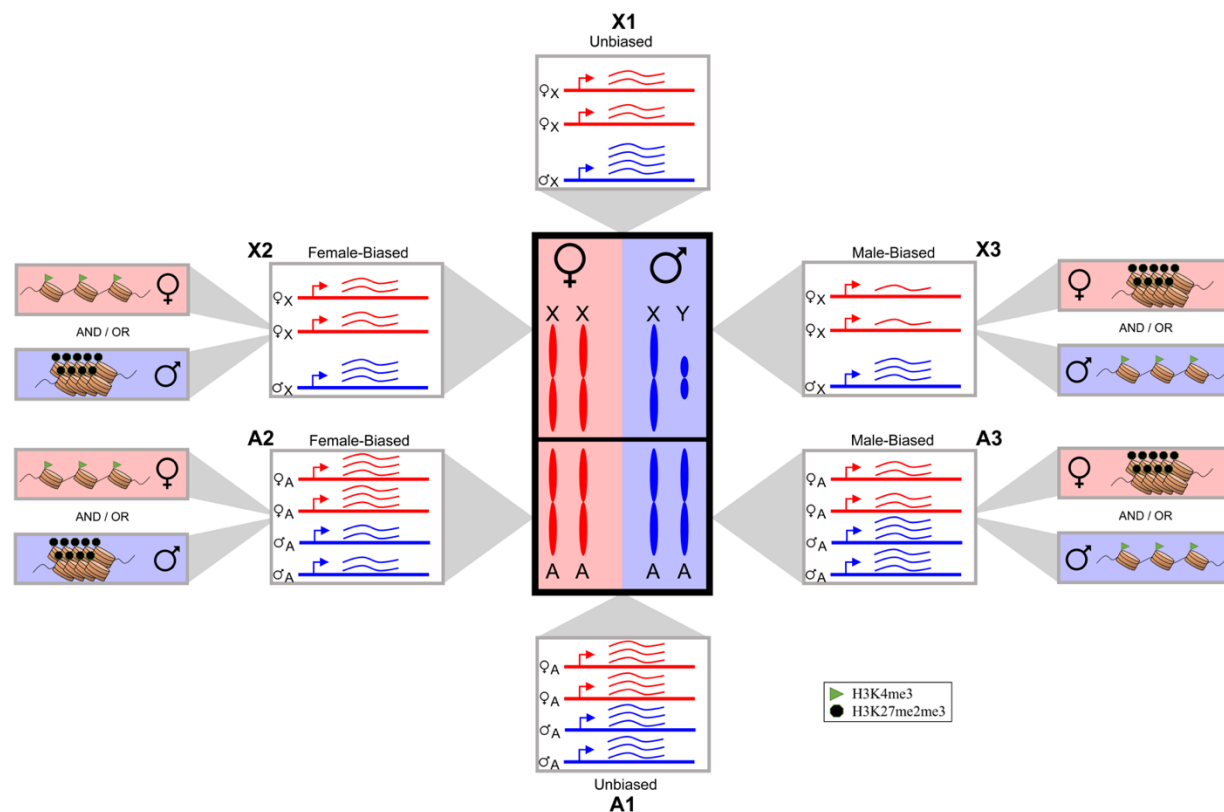 X1
Unbiased
♀X
♀X
♂X
X2
Female-Biased
♀X
♀X
♂X
♀
AND / OR
♂
♀ ♂
X X X Y
A A A A
Male-Biased
X3
♀X
♀X
♂X
♀
AND / OR
♂
A2
Female-Biased
♀A
♀A
♂A
♂A
♀
AND / OR
♂
Male-Biased
A3
♀A
♀A
♂A
♂A
♀
AND / OR
♂
♀A
♀A
♂A
♂A
Unbiased
A1
H3K4me3
H3K27me2me3